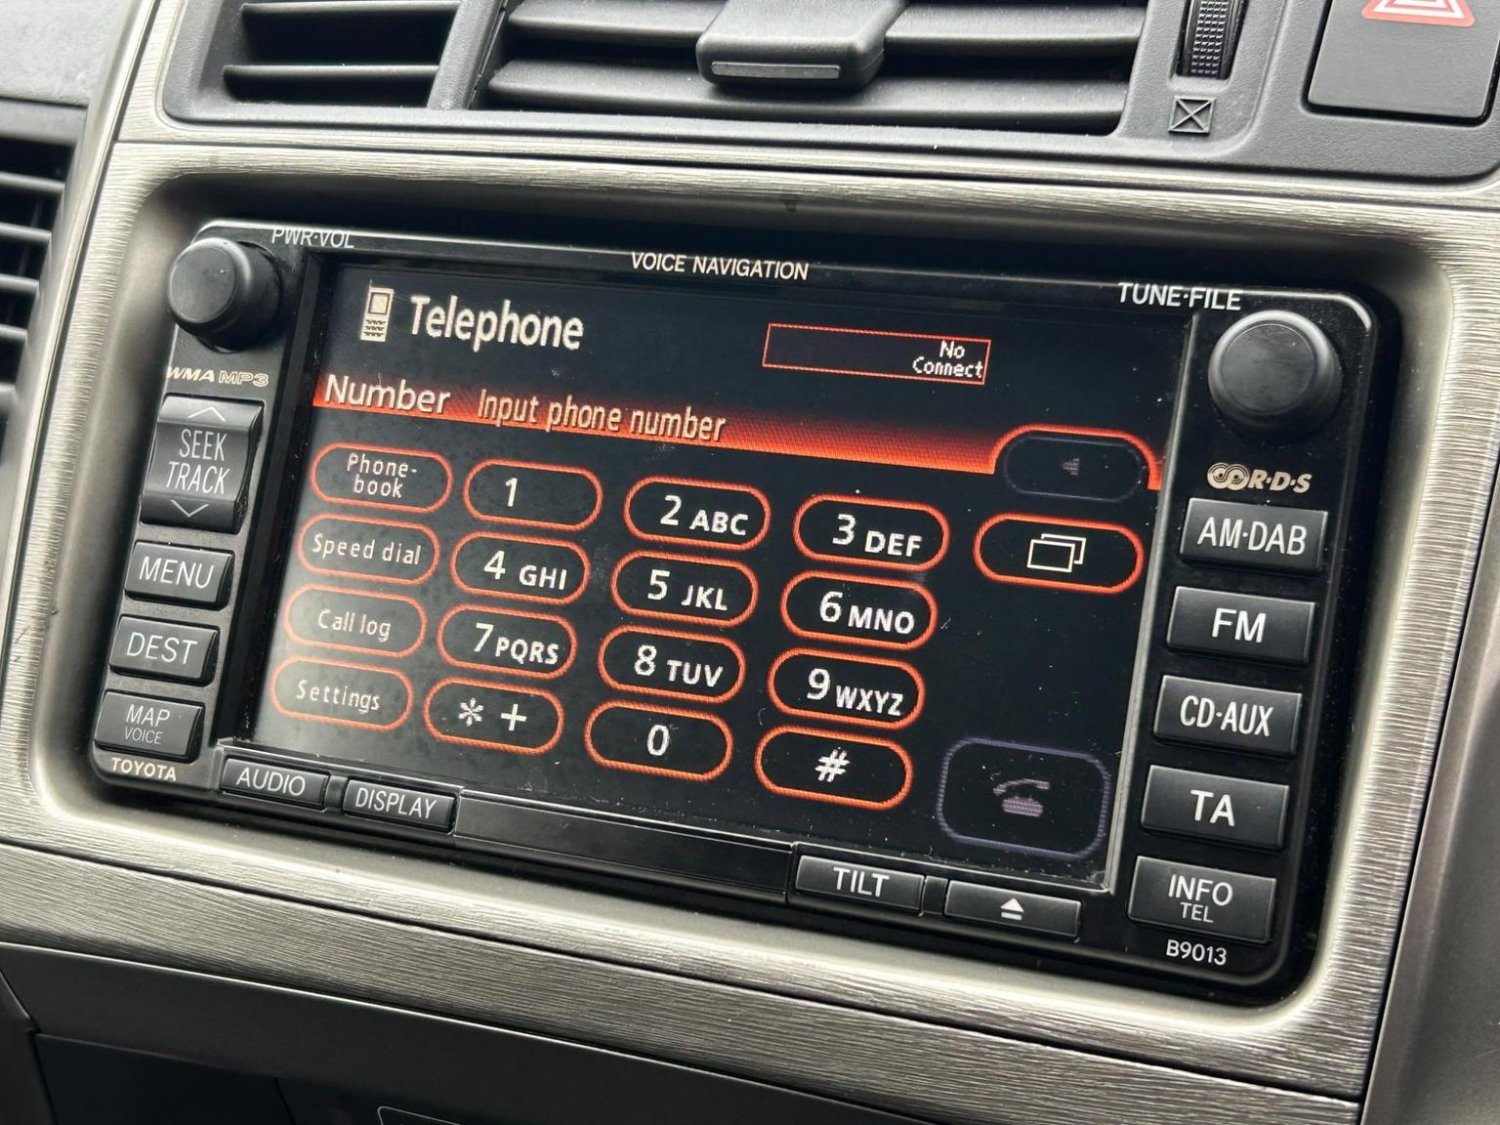 PWR·VOL
VOICE NAVIGATION
TUNE·FILE
Telephone
No
Connect
WMA MP3
Number Input phone number
SEEK
TRACK
Phone-
book
1
2 ABC
3 DEF
R·D·S
AM·DAB
MENU
Speed dial
4 GHI
5 JKL
6 MNO
FM
DEST
Call log
7 PQRS
8 TUV
9 WXYZ
CD·AUX
MAP
VOICE
Settings
* +
0
#
TA
TOYOTA
AUDIO
DISPLAY
TILT
INFO
TEL
B9013